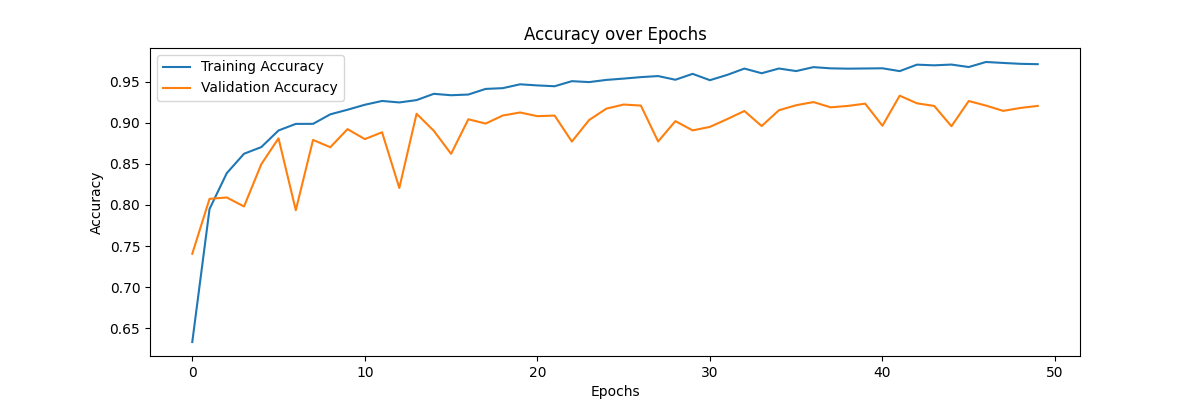 Accuracy over Epochs
Training Accuracy
Validation Accuracy
Accuracy
0.95
0.90
0.85
0.80
0.75
0.70
0.65
0 10 20 30 40 50
Epochs